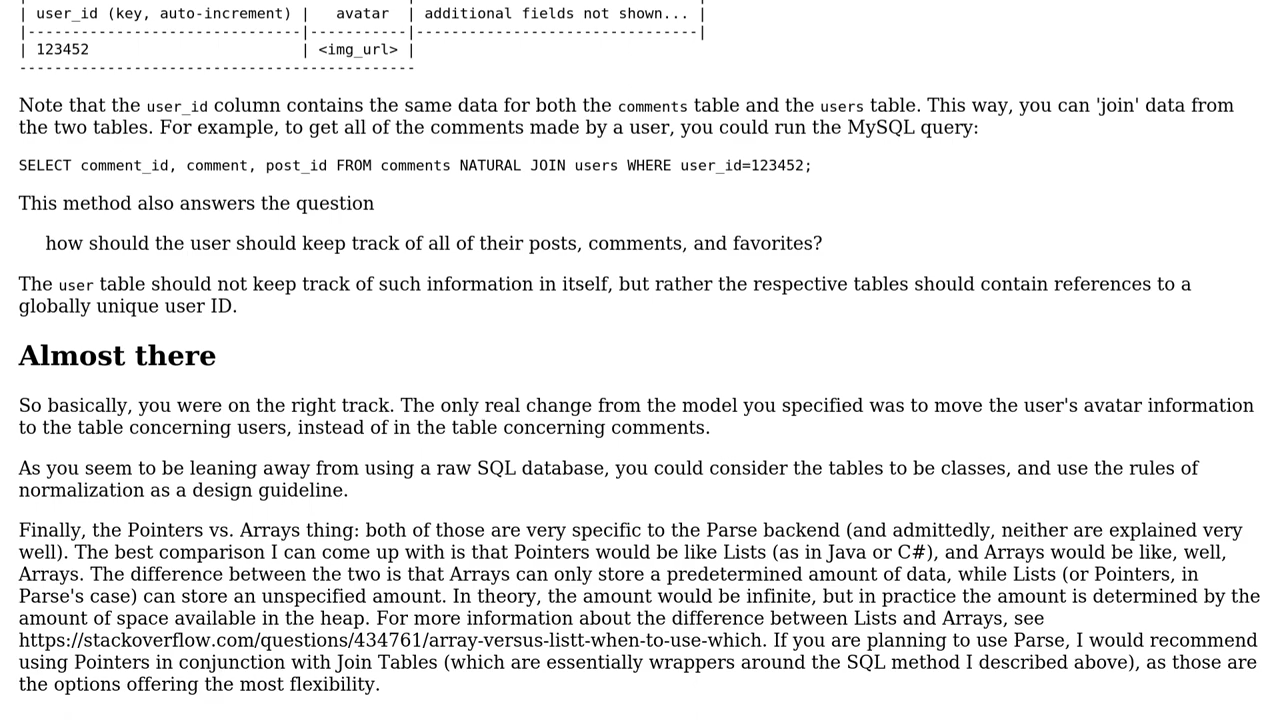 | user_id (key, auto-increment) |   avatar  | additional fields not shown... |
|-------------------------------|-----------|--------------------------------|
| 123452                        | <img_url> |
---------------------------------------------
Note that the user_id column contains the same data for both the comments table and the users table. This way, you can 'join' data from
the two tables. For example, to get all of the comments made by a user, you could run the MySQL query:
SELECT comment_id, comment, post_id FROM comments NATURAL JOIN users WHERE user_id=123452;
This method also answers the question
how should the user should keep track of all of their posts, comments, and favorites?
The user table should not keep track of such information in itself, but rather the respective tables should contain references to a
globally unique user ID.
Almost there
So basically, you were on the right track. The only real change from the model you specified was to move the user's avatar information
to the table concerning users, instead of in the table concerning comments.
As you seem to be leaning away from using a raw SQL database, you could consider the tables to be classes, and use the rules of
normalization as a design guideline.
Finally, the Pointers vs. Arrays thing: both of those are very specific to the Parse backend (and admittedly, neither are explained very
well). The best comparison I can come up with is that Pointers would be like Lists (as in Java or C#), and Arrays would be like, well,
Arrays. The difference between the two is that Arrays can only store a predetermined amount of data, while Lists (or Pointers, in
Parse's case) can store an unspecified amount. In theory, the amount would be infinite, but in practice the amount is determined by the
amount of space available in the heap. For more information about the difference between Lists and Arrays, see
https://stackoverflow.com/questions/434761/array-versus-listt-when-to-use-which. If you are planning to use Parse, I would recommend
using Pointers in conjunction with Join Tables (which are essentially wrappers around the SQL method I described above), as those are
the options offering the most flexibility.